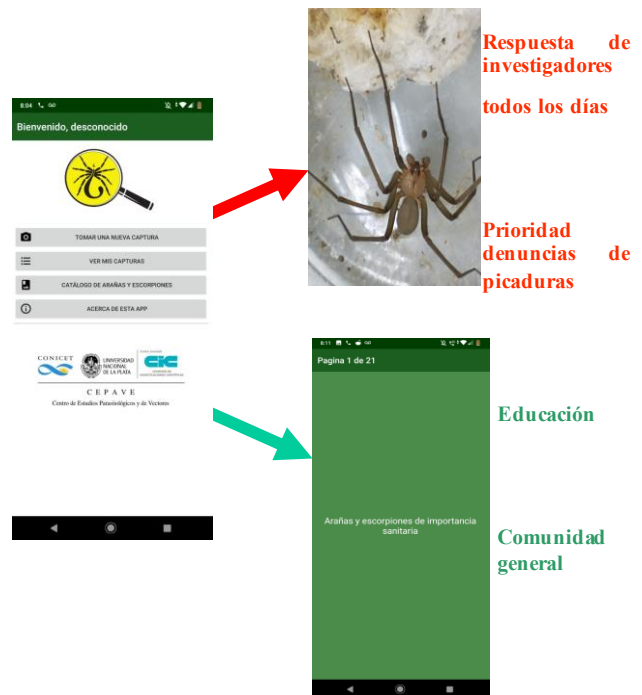 8:04
Bienvenido, desconocido
TOMAR UNA NUEVA CAPTURA
VER MIS CAPTURAS
CATÁLOGO DE ARAÑAS Y ESCORPIONES
ACERCA DE ESTA APP
CONICET
UNIVERSIDAD
NACIONAL
DE LA PLATA
CIC
C E P A V E
Centro de Estudios Parasitológicos y de Vectores
Respuesta de
investigadores
todos los días
Prioridad
denuncias de
picaduras
8:11
Pagina 1 de 21
Arañas y escorpiones de importancia
sanitaria
Educación
Comunidad
general